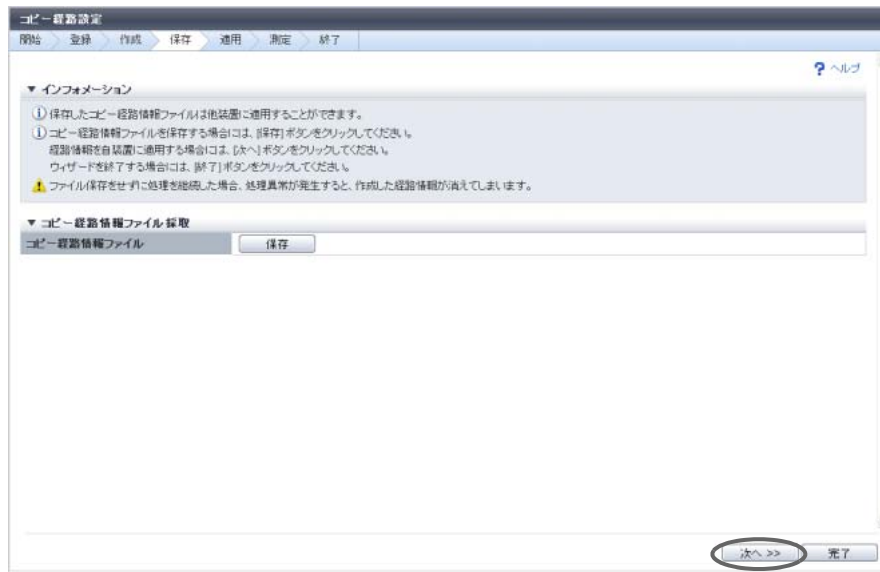 コピー経路設定
開始 登録 作成 保存 適用 測定 終了
? ヘルプ
▼ インフォメーション
コピー経路情報ファイルは他装置に適用することができます。
コピー経路情報ファイルを保存する場合には、[保存]ボタンをクリックしてください。
経路情報を自装置に適用する場合には、[次へ]ボタンをクリックしてください。
ウィザードを終了する場合には、[終了]ボタンをクリックしてください。
ファイル保存をせずに処理を継続した場合、処理異常が発生すると、作成した経路情報が消えてしまいます。
▼ コピー経路情報ファイル採取
コピー経路情報ファイル 保存
次へ >> 完了